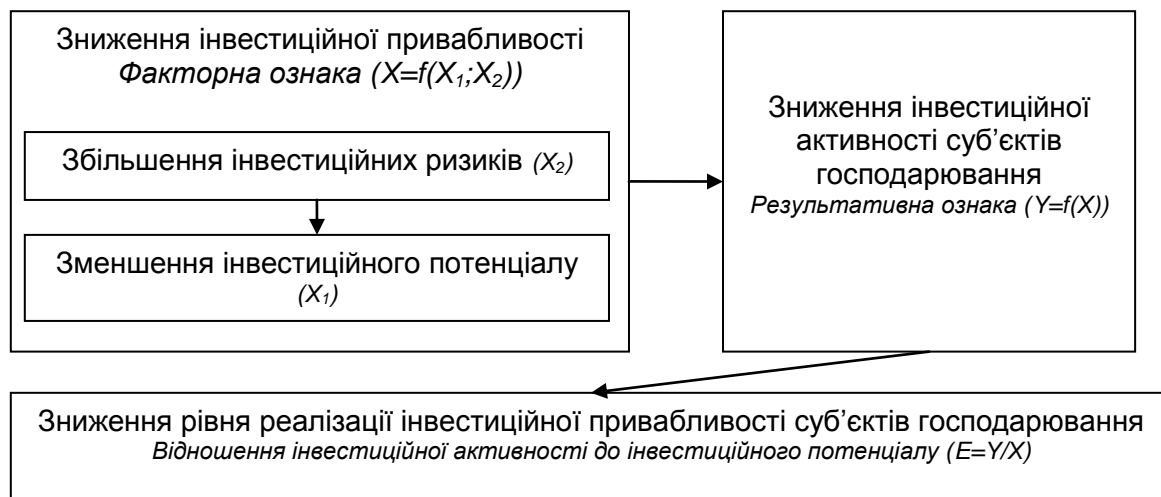 Зниження інвестиційної привабливості
Факторна ознака (X=f(X₁;X₂))
Збільшення інвестиційних ризиків (X₂)
Зменшення інвестиційного потенціалу
(X₁)
Зниження інвестиційної
активності суб’єктів
господарювання
Результативна ознака (Y=f(X))
Зниження рівня реалізації інвестиційної привабливості суб’єктів господарювання
Відношення інвестиційної активності до інвестиційного потенціалу (E=Y/X)